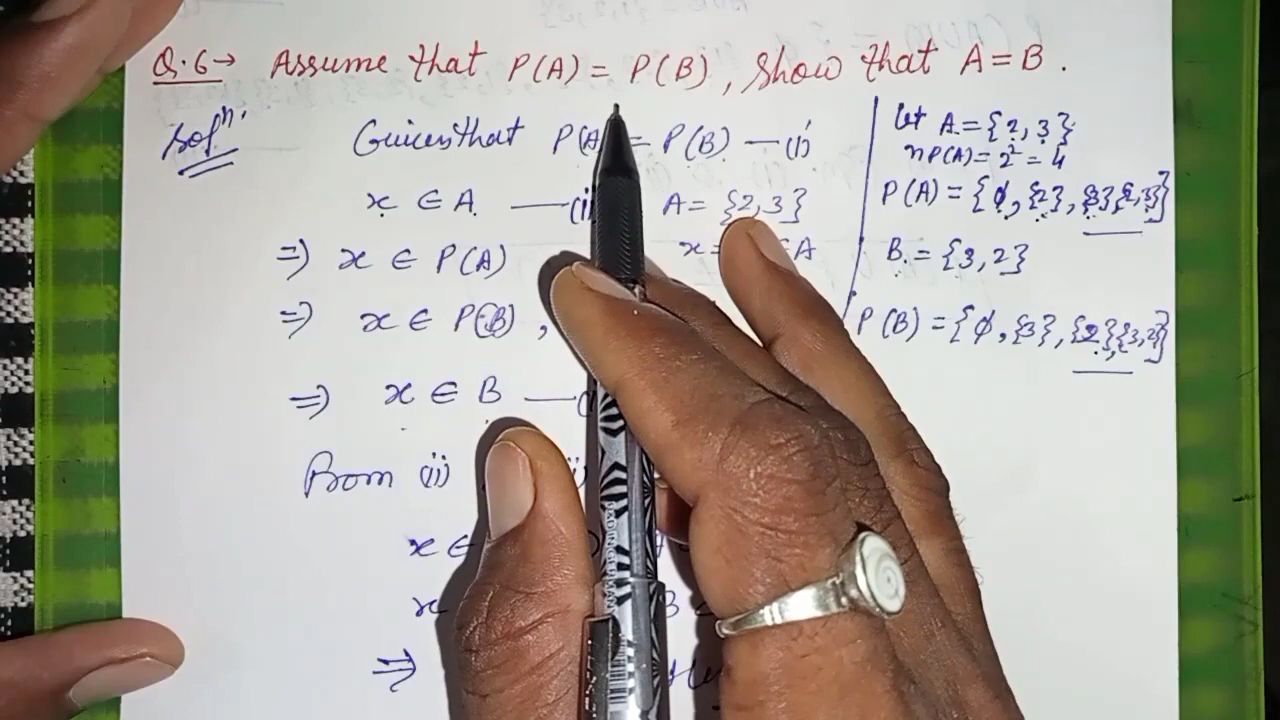 Q.6→ Assume that P(A) = P(B), Show that A = B.
Solⁿ. Given that P(A = P(B) —(i)
x ∈ A —(i A = {2,3}
⇒ x ∈ P(A) x = ∈ A
⇒ x ∈ P(B),
⇒ x ∈ B —(
From (ii)
x ∈
x B
⇒
let A = {2, 3}
nP(A) = 2² = 4
P(A) = {ϕ, {2}, {3}{2,3}}
B = {3, 2}
P(B) = {ϕ, {3}, {2}{3,2}}